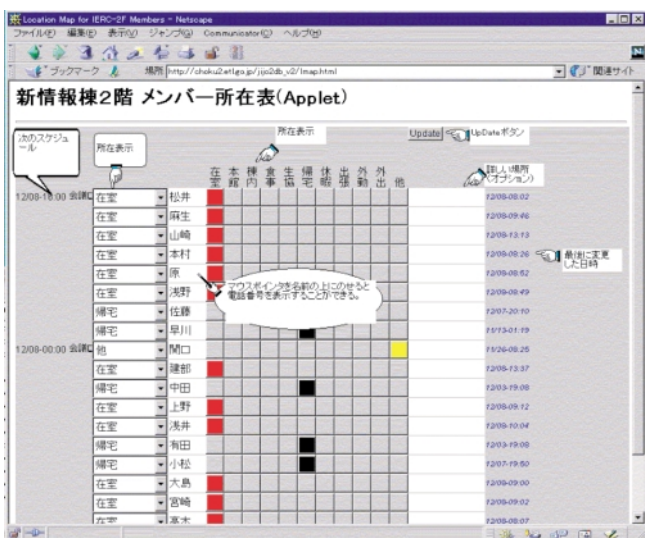 Location Map for IERC-2F Members - Netscape
ファイル(F) 編集(E) 表示(V) ジャンプ(G) Communicator(C) ヘルプ(H)
ブックマーク 場所 http://choku2.etl.go.jp/jijo2db_v2/lmap.html 関連サイト
新情報棟2階 メンバー所在表(Applet)
次のスケジュール
所在表示
所在表示
Update
UpDateボタン
在室 本館 棟内 食事 生協 帰宅 休暇 出張 外勤 外出 他
詳しい場所
(オプション)
12/08-16:00 会議 在室 松井 12/08-08:02
在室 麻生 12/08-09:46
在室 山崎 12/08-13:13
在室 本村 12/08-08:26
最後に変更
した日時
在室 原 12/08-08:52
在室 浅野 12/08-08:49
マウスポインタを名前の上にのせると
電話番号を表示することができる。
帰宅 佐藤 12/07-20:10
帰宅 早川 11/13-01:19
12/08-00:00 会議 他 関口 11/26-08:25
在室 建部 12/08-13:37
帰宅 中田 12/03-19:08
在室 上野 12/08-09:12
在室 浅井 12/08-10:04
帰宅 有田 12/03-19:08
帰宅 小松 12/07-19:50
在室 大島 12/08-09:00
在室 宮崎 12/08-09:02
在室 高木 12/08-08:07